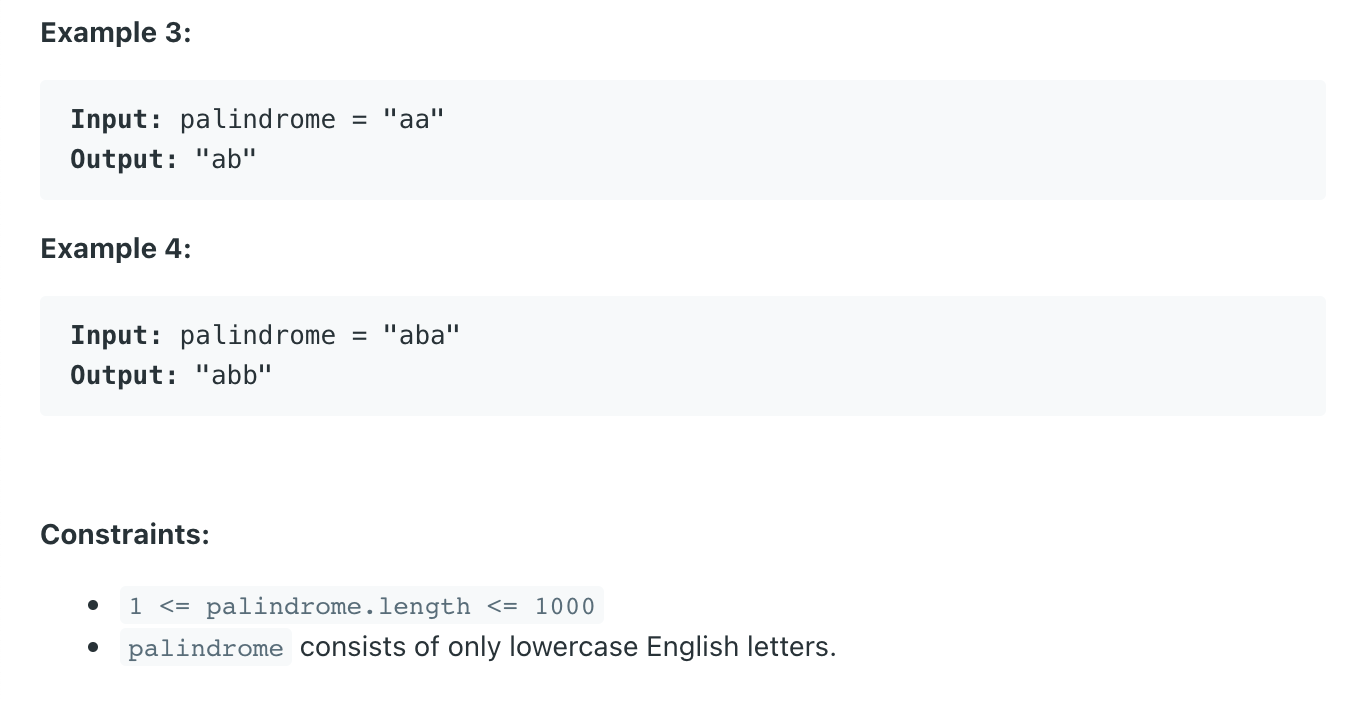 Example 3:
Input: palindrome = "aa"
Output: "ab"
Example 4:
Input: palindrome = "aba"
Output: "abb"
Constraints:
1 <= palindrome.length <= 1000
palindrome consists of only lowercase English letters.